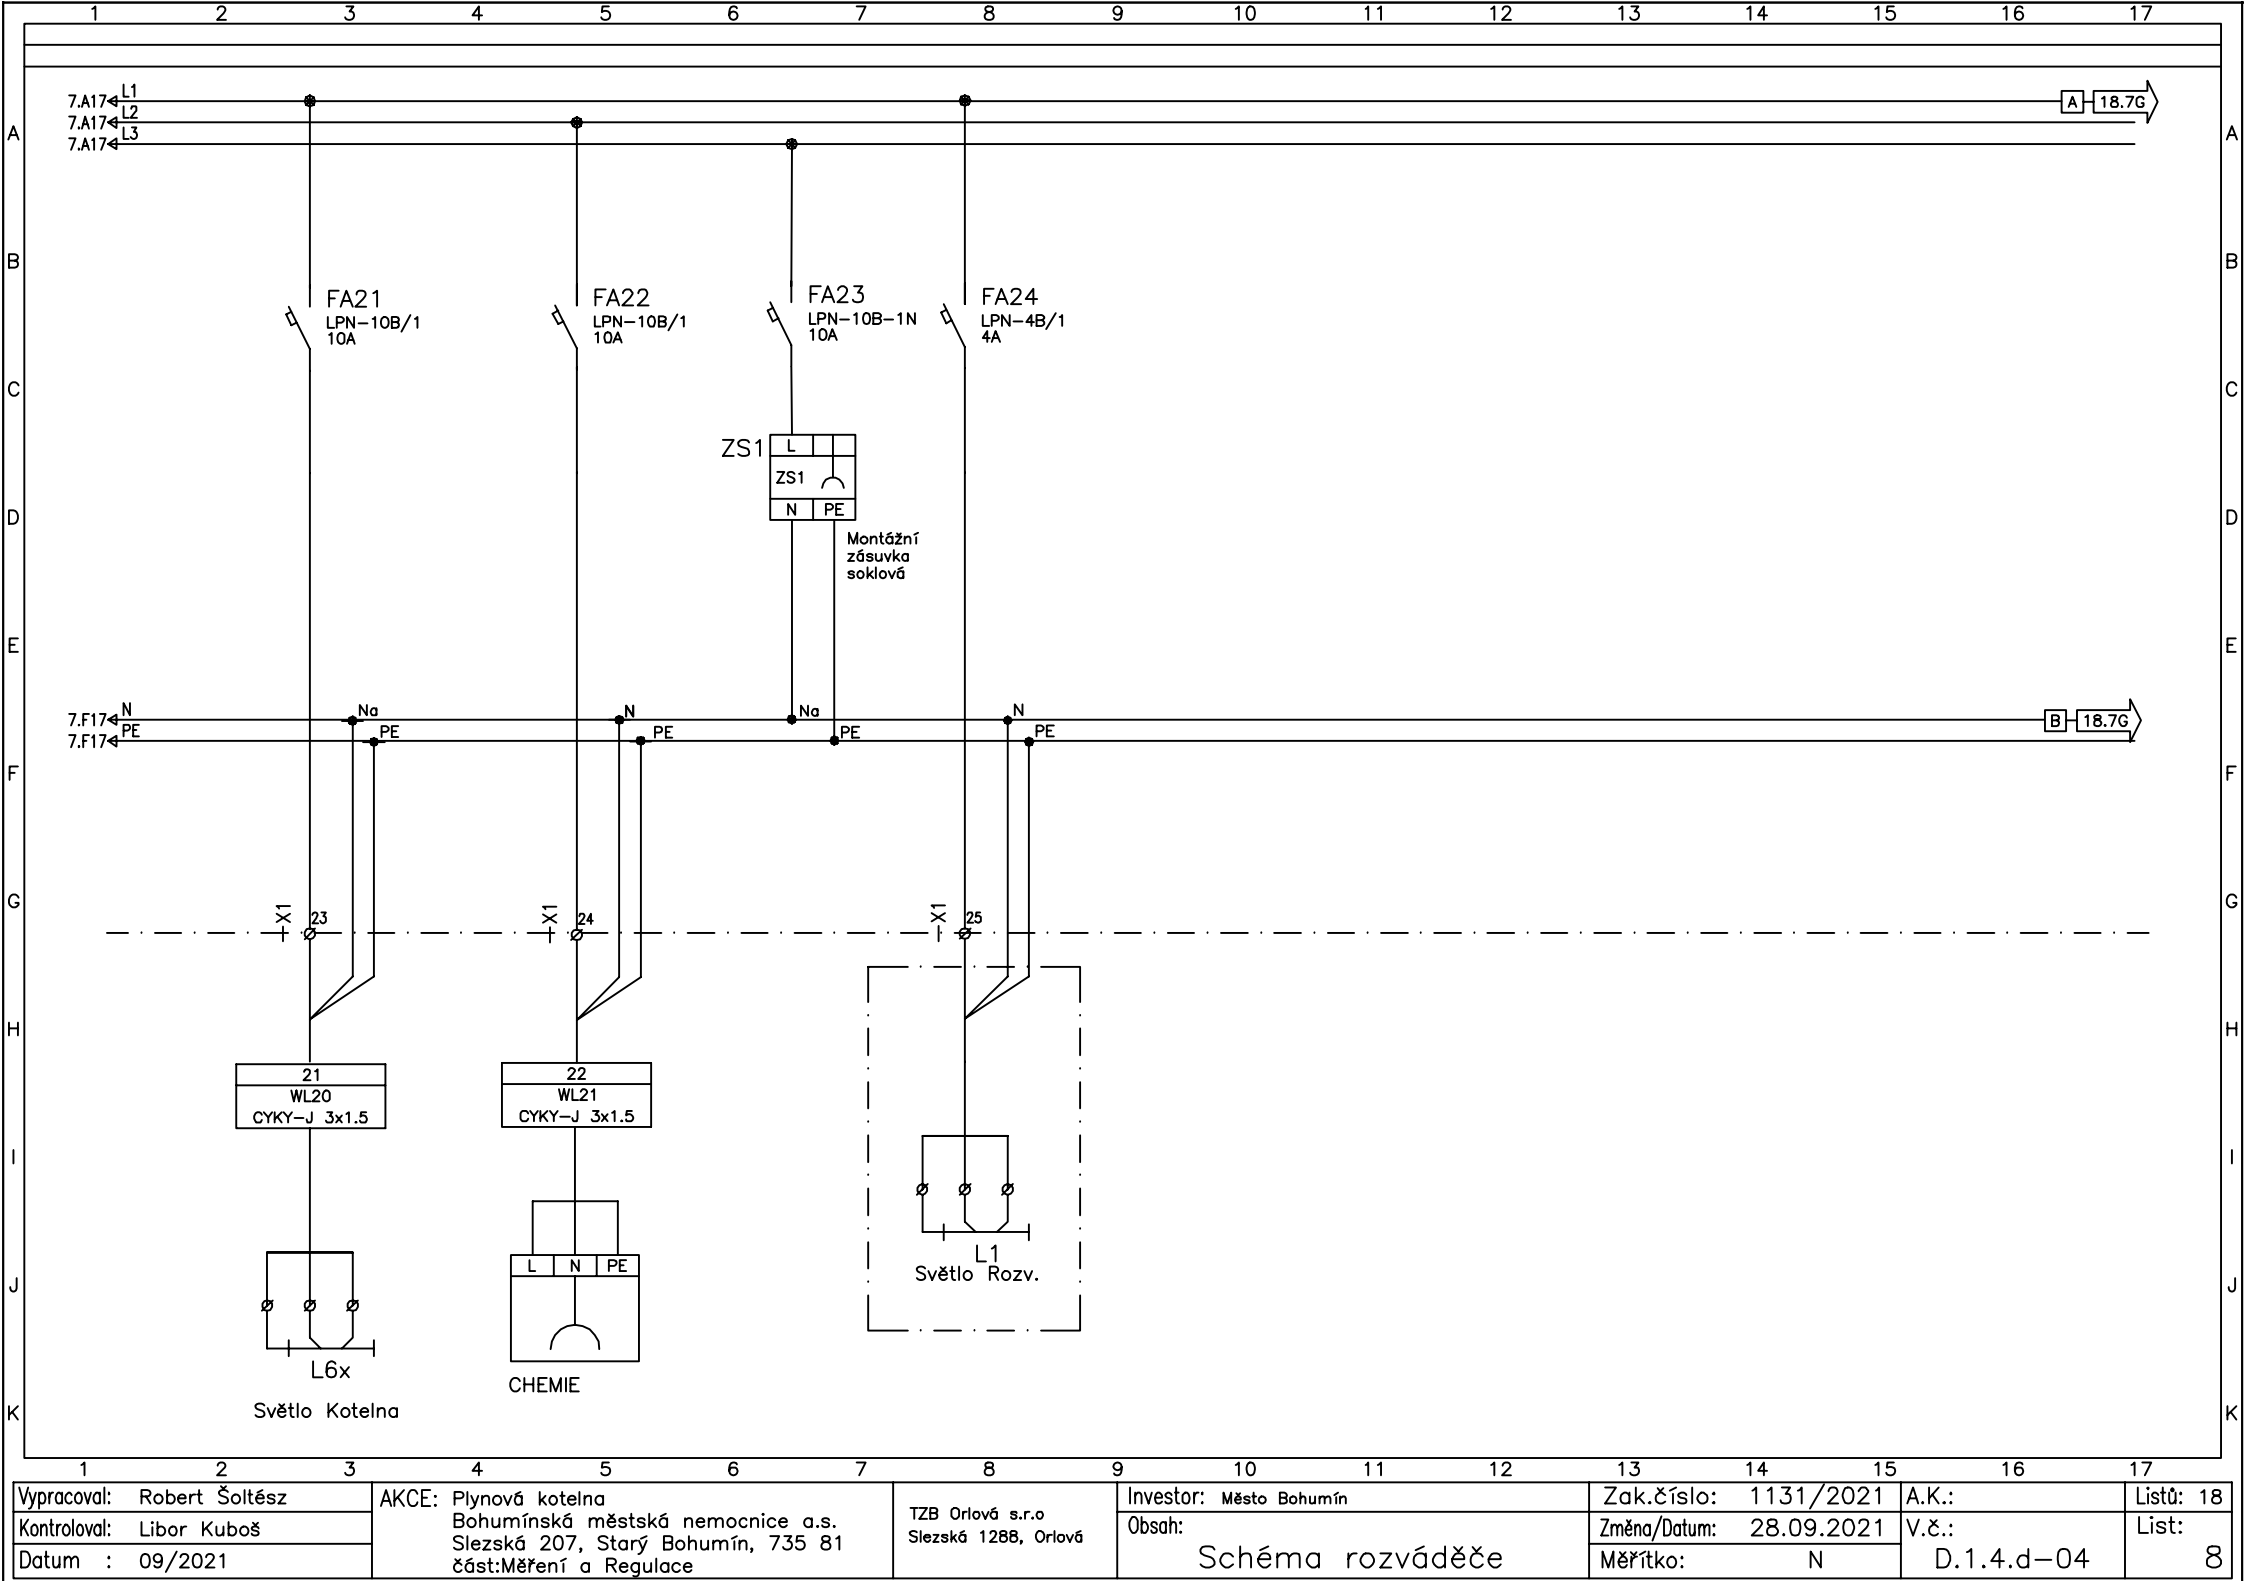 1 2 3 4 5 6 7 8 9 10 11 12 13 14 15 16 17
7.A17 L1
A 18.7G
7.A17 L2
7.A17 L3
A A
B B
FA21
LPN-10B/1
10A
FA22
LPN-10B/1
10A
FA23
LPN-10B-1N
10A
FA24
LPN-4B/1
4A
C C
ZS1
L
ZS1
N PE
D D
Montážní
zásuvka
soklová
E E
7.F17 N Na N Na N
B 18.7G
7.F17 PE PE PE PE PE
F F
G G
X1 23
X1 24
X1 25
H H
21
WL20
CYKY-J 3x1.5
22
WL21
CYKY-J 3x1.5
I I
L N PE
L1
Světlo Rozv.
J J
L6x
CHEMIE
Světlo Kotelna
K K
1 2 3 4 5 6 7 8 9 10 11 12 13 14 15 16 17
Vypracoval: Robert Šoltész
Kontroloval: Libor Kuboš
Datum : 09/2021
AKCE: Plynová kotelna
Bohumínská městská nemocnice a.s.
Slezská 207, Starý Bohumín, 735 81
část:Měření a Regulace
TZB Orlová s.r.o
Slezská 1288, Orlová
Investor: Město Bohumín
Obsah:
Schéma rozváděče
Zak.číslo: 1131/2021
Změna/Datum: 28.09.2021
Měřítko: N
A.K.:
V.č.:
D.1.4.d-04
Listů: 18
List:
8